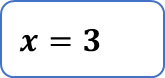 x = 3